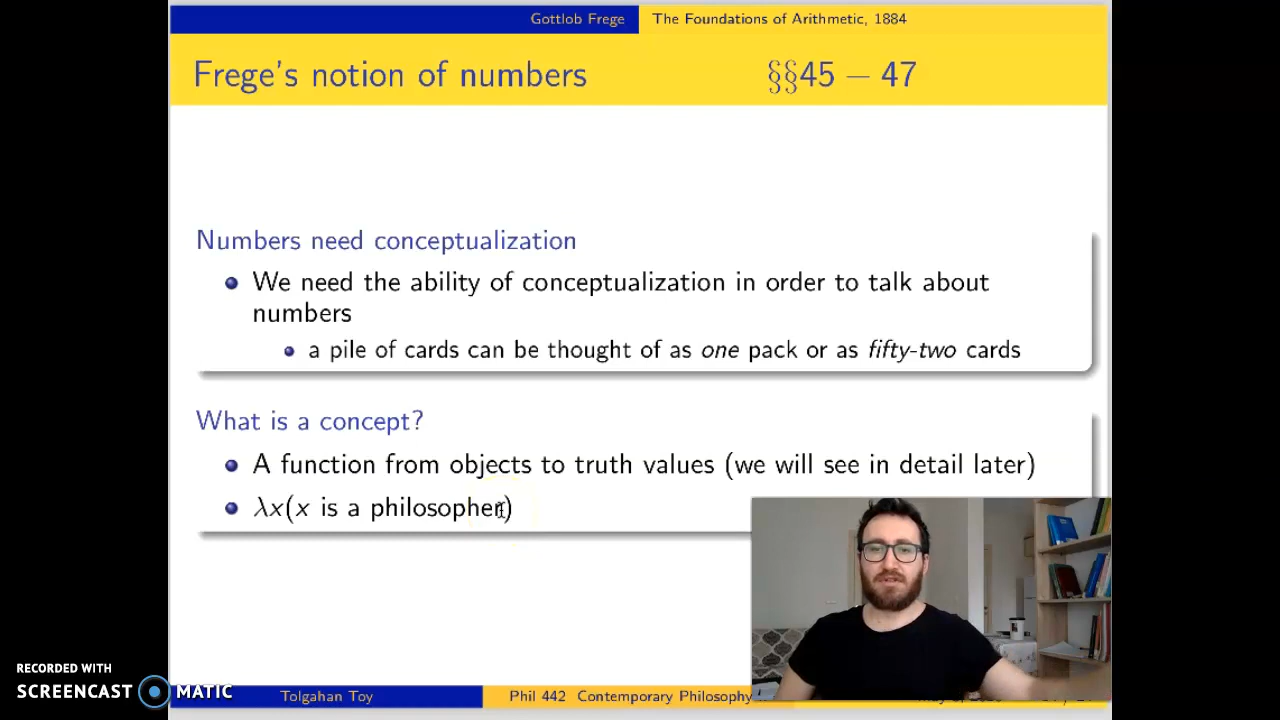 Gottlob Frege The Foundations of Arithmetic, 1884
Frege's notion of numbers §§45 – 47
Numbers need conceptualization
We need the ability of conceptualization in order to talk about
numbers
a pile of cards can be thought of as one pack or as fifty-two cards
What is a concept?
A function from objects to truth values (we will see in detail later)
λx(x is a philosopher)
RECORDED WITH
SCREENCAST MATIC
Tolgahan Toy Phil 442 Contemporary Philosophy